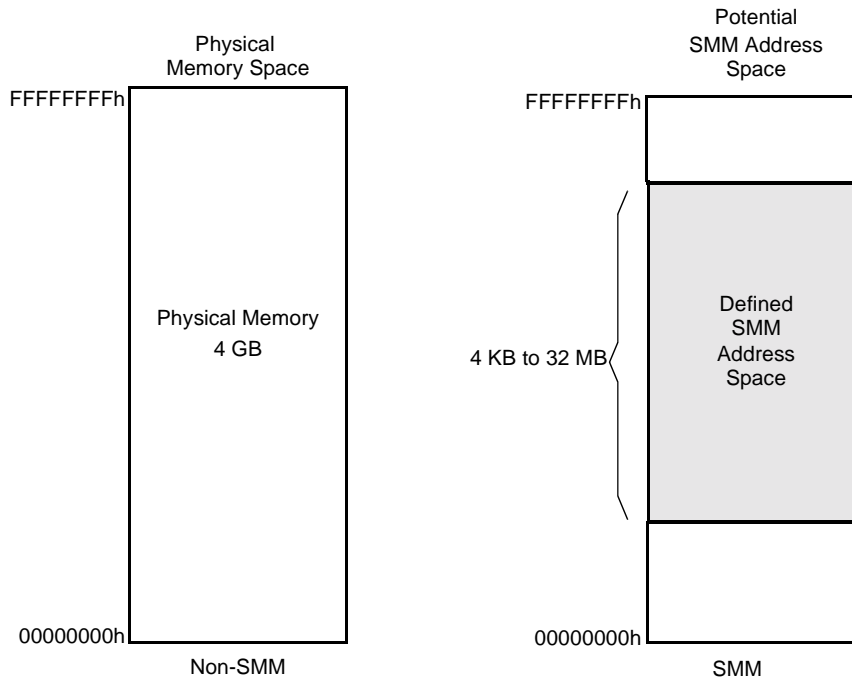 Physical
Memory Space
FFFFFFFFh
Physical Memory
4 GB
00000000h
Non-SMM
Potential
SMM Address
Space
FFFFFFFFh
4 KB to 32 MB
Defined
SMM
Address
Space
00000000h
SMM